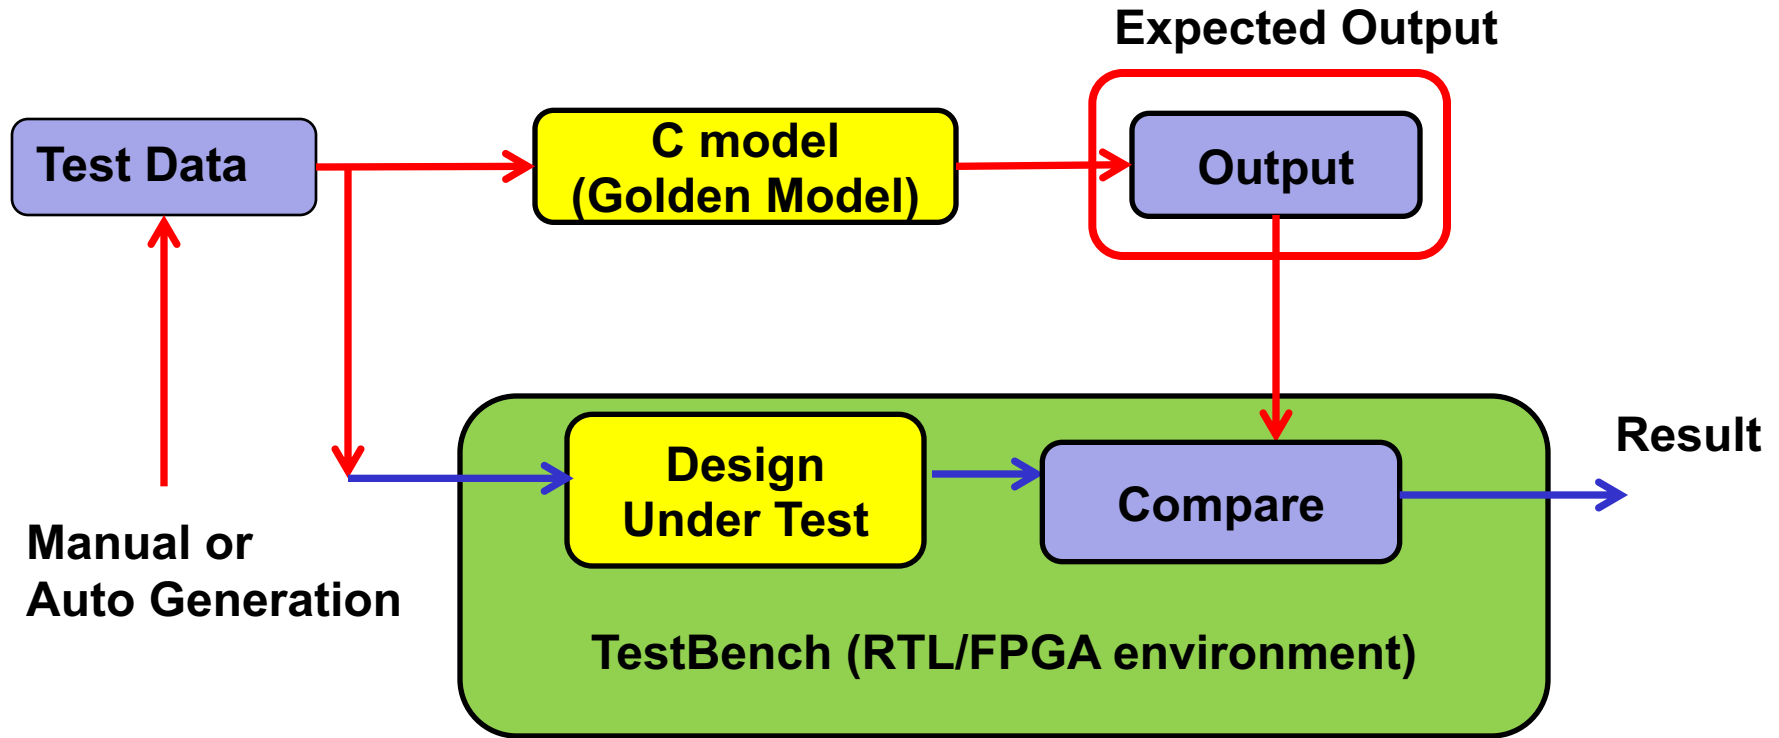 Expected Output
Test Data
C model
(Golden Model)
Output
Design
Under Test
Compare
Result
Manual or
Auto Generation
TestBench (RTL/FPGA environment)